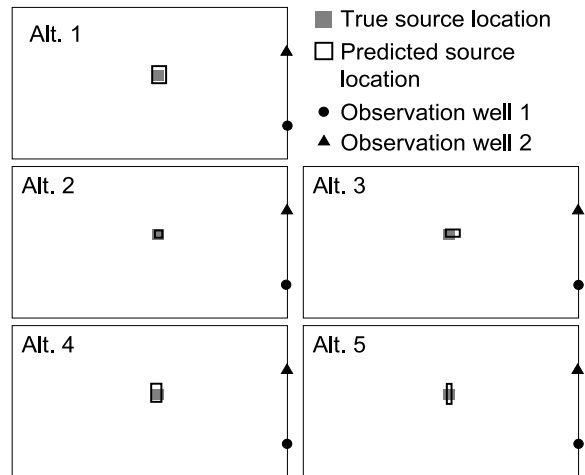 Alt. 1
True source location
Predicted source
location
Observation well 1
Observation well 2
Alt. 2
Alt. 3
Alt. 4
Alt. 5